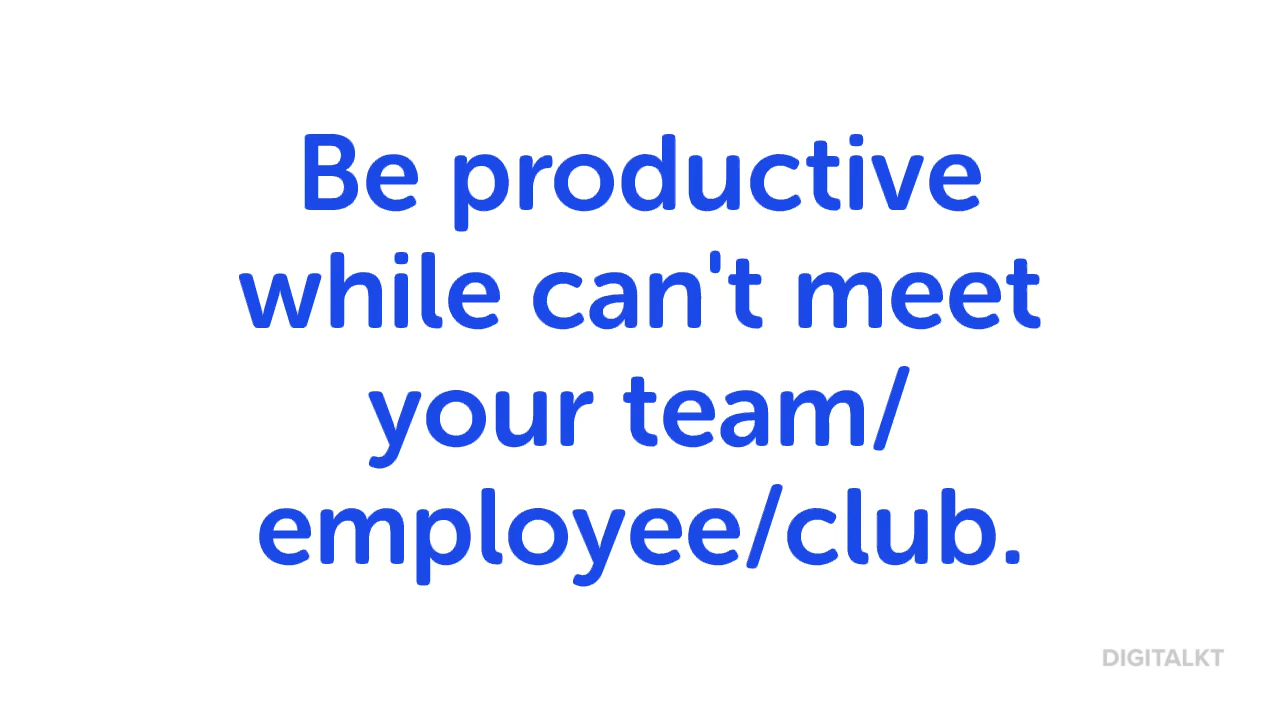 Be productive
while can't meet
your team/
employee/club.
DIGITALKT